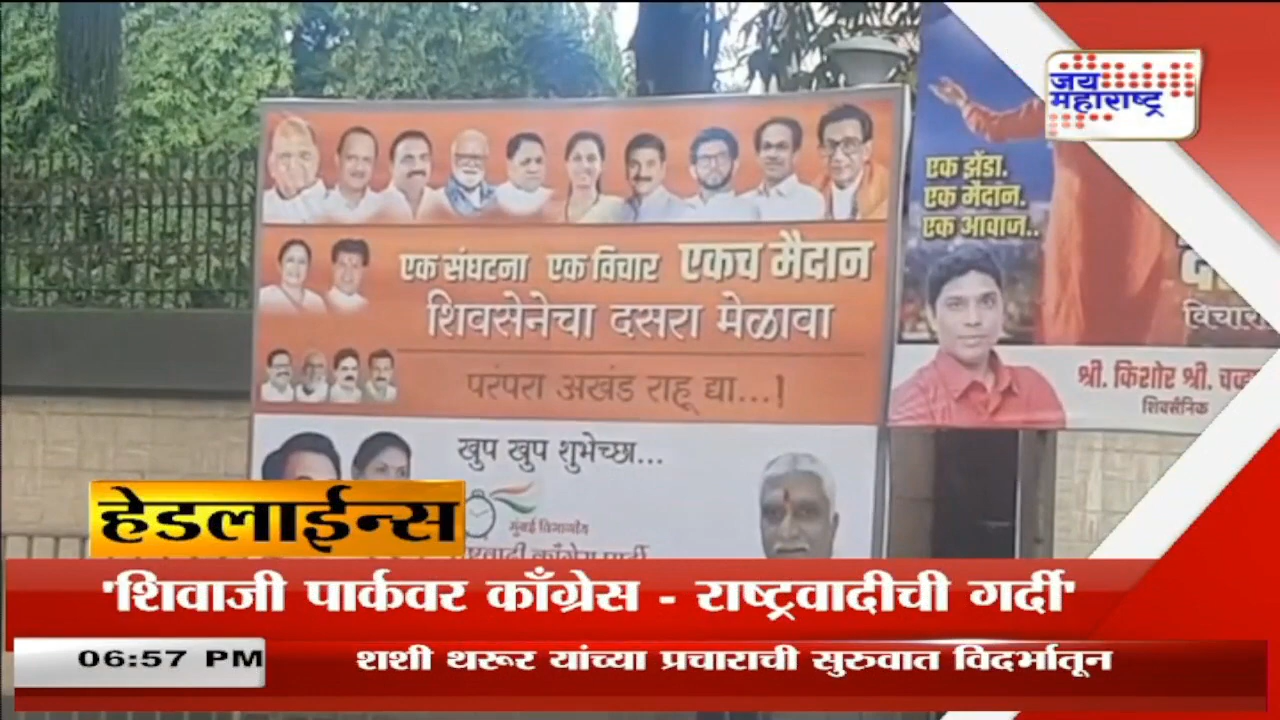 जय
महाराष्ट्र
एक झेंडा.
एक मैदान.
एक आवाज..
एक संघटना एक विचार एकच मैदान
शिवसेनेचा दसरा मेळावा
परंपरा अखंड राहू द्या...!
श्री. किशोर श्री.
शिवसैनिक
खुप खुप शुभेच्छा...
मुंबई विभागीय
काँग्रेस पार्टी
हेडलाईन्स
'शिवाजी पार्कवर काँग्रेस - राष्ट्रवादीची गर्दी'
06:57 PM
शशी थरूर यांच्या प्रचाराची सुरुवात विदर्भातून